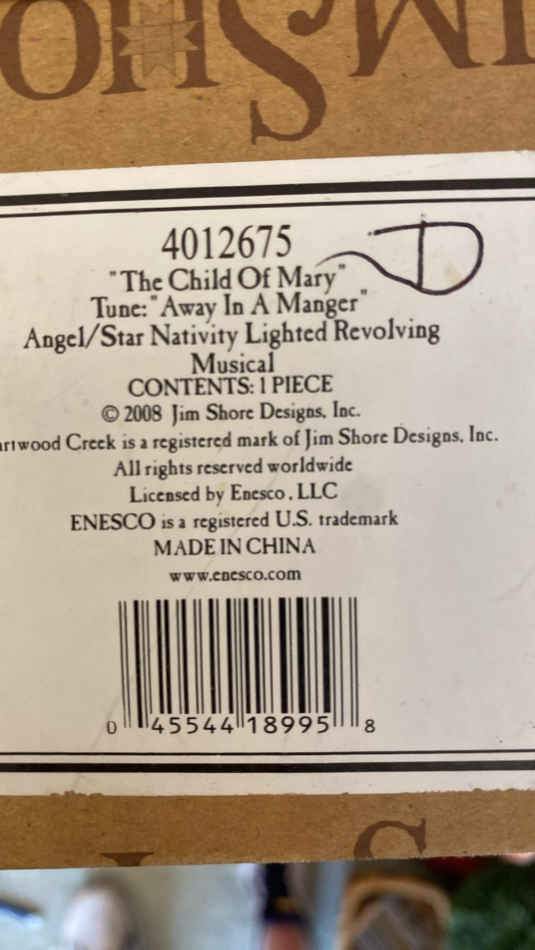 4012675
"The Child Of Mary"
D
Tune: "Away In A Manger"
Angel/Star Nativity Lighted Revolving
Musical
CONTENTS: 1 PIECE
© 2008 Jim Shore Designs, Inc.
artwood Creek is a registered mark of Jim Shore Designs, Inc.
All rights reserved worldwide
Licensed by Enesco, LLC
ENESCO is a registered U.S. trademark
MADE IN CHINA
www.enesco.com
0 45544 18995 8